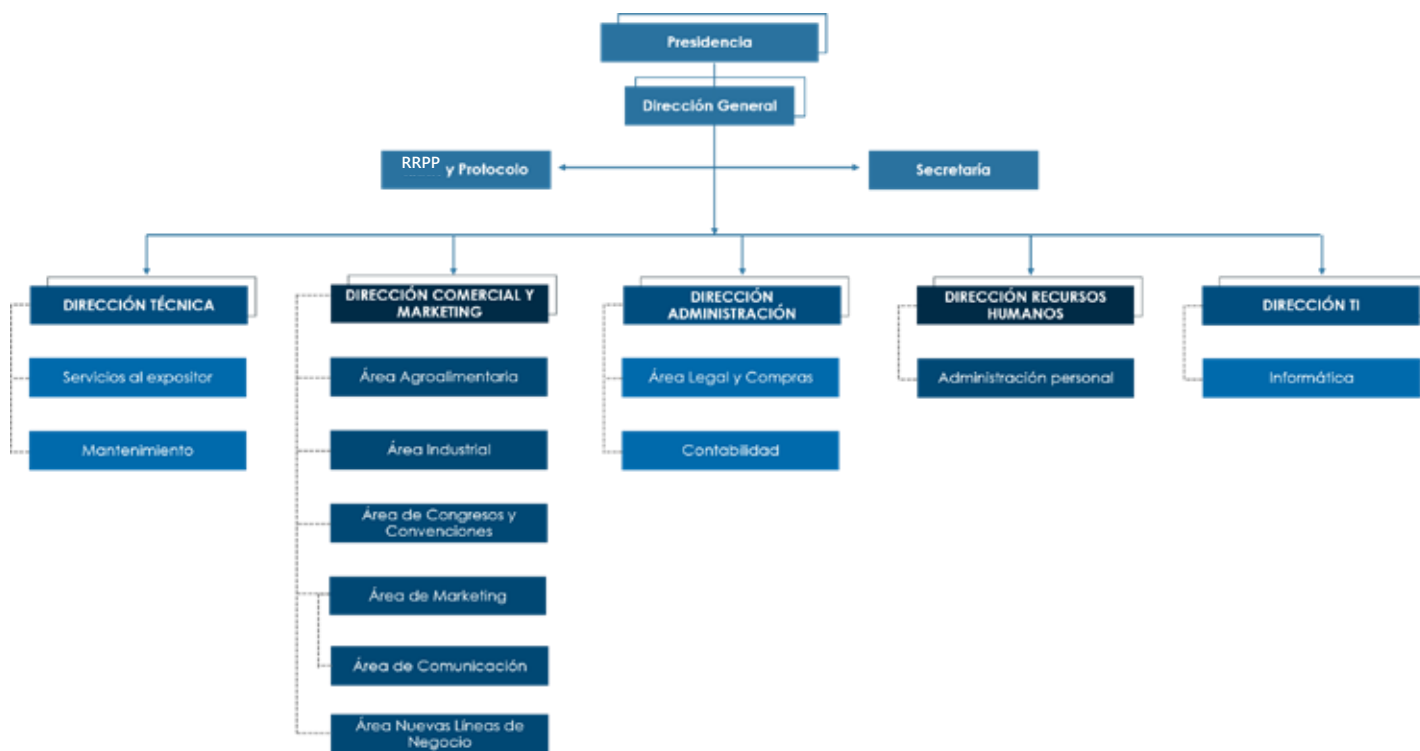 Presidencia
Dirección General
RRPP y Protocolo
Secretaría
DIRECCIÓN TÉCNICA
Servicios al expositor
Mantenimiento
DIRECCIÓN COMERCIAL Y
MARKETING
Área Agroalimentaria
Área Industrial
Área de Congresos y
Convenciones
Área de Marketing
Área de Comunicación
Área Nuevas Líneas de
Negocio
DIRECCIÓN
ADMINISTRACIÓN
Área Legal y Compras
Contabilidad
DIRECCIÓN RECURSOS
HUMANOS
Administración personal
DIRECCIÓN TI
Informática